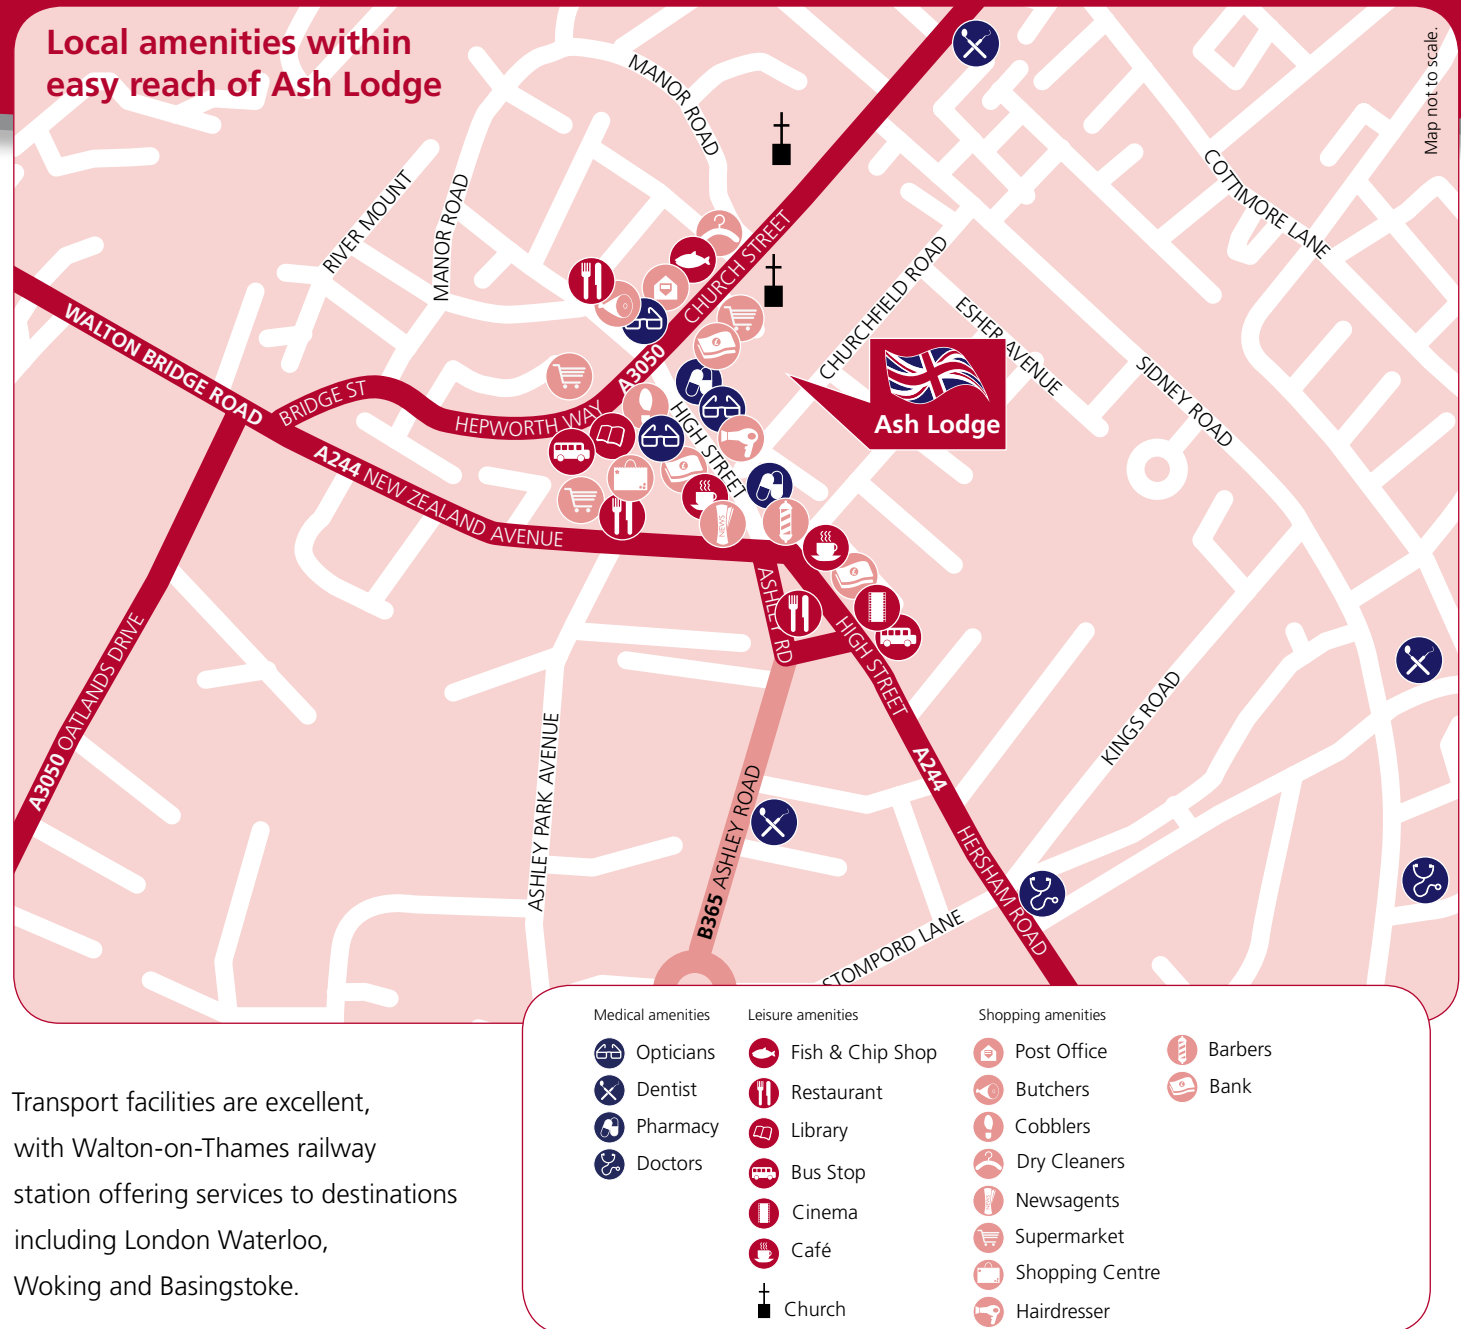 Local amenities within
easy reach of Ash Lodge
Map not to scale.
MANOR ROAD
COTTIMORE LANE
RIVER MOUNT
MANOR ROAD
CHURCH STREET
CHURCHFIELD ROAD
ESHER AVENUE
SIDNEY ROAD
WALTON BRIDGE ROAD
BRIDGE ST
HEPWORTH WAY
A3050
HIGH STREET
Ash Lodge
A244 NEW ZEALAND AVENUE
NEWS
ASHLEY RD
HIGH STREET
A3050 OATLANDS DRIVE
ASHLEY PARK AVENUE
B365 ASHLEY ROAD
A244
KINGS ROAD
HERSHAM ROAD
STOMPORD LANE
Medical amenities
Opticians
Dentist
Pharmacy
Doctors
Leisure amenities
Fish & Chip Shop
Restaurant
Library
Bus Stop
Cinema
Café
Church
Shopping amenities
Post Office
Butchers
Cobblers
Dry Cleaners
Newsagents
Supermarket
Shopping Centre
Hairdresser
Barbers
Bank
Transport facilities are excellent,
with Walton-on-Thames railway
station offering services to destinations
including London Waterloo,
Woking and Basingstoke.